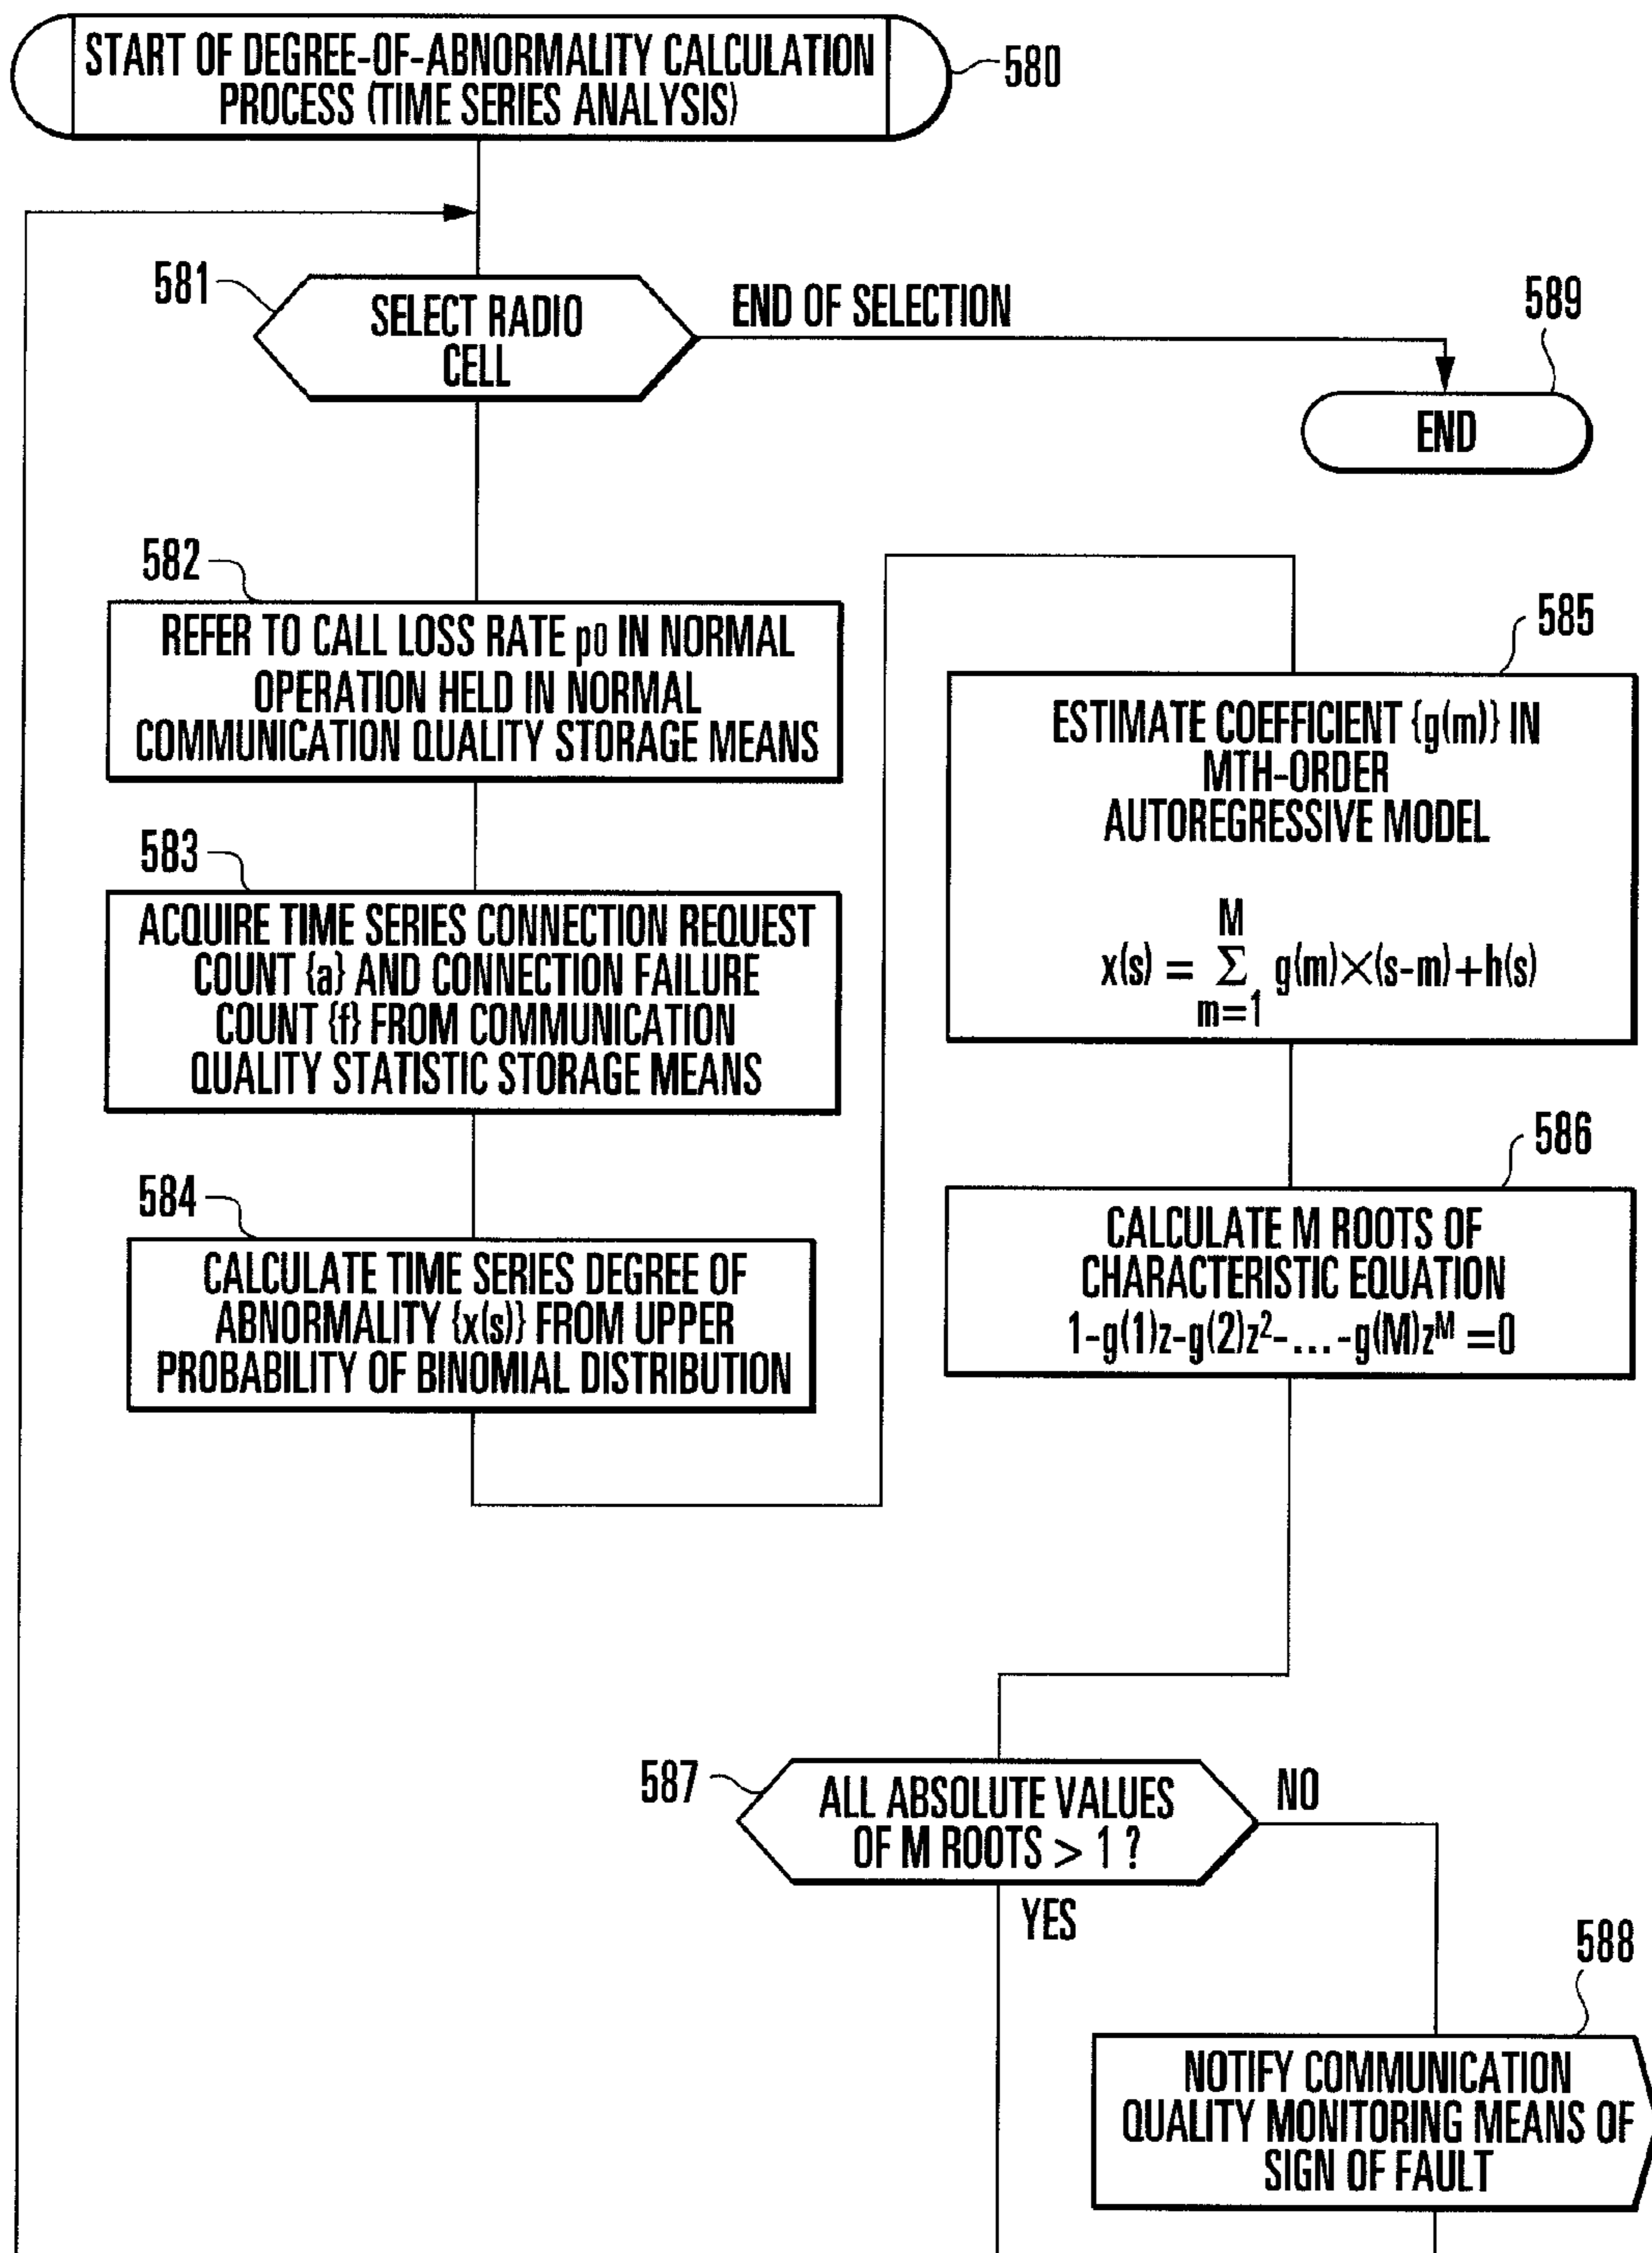 START OF DEGREE-OF-ABNORMALITY CALCULATION
PROCESS (TIME SERIES ANALYSIS)
580
581
SELECT RADIO
CELL
END OF SELECTION
589
END
582
REFER TO CALL LOSS RATE p0 IN NORMAL
OPERATION HELD IN NORMAL
COMMUNICATION QUALITY STORAGE MEANS
583
ACQUIRE TIME SERIES CONNECTION REQUEST
COUNT {a} AND CONNECTION FAILURE
COUNT {f} FROM COMMUNICATION
QUALITY STATISTIC STORAGE MEANS
584
CALCULATE TIME SERIES DEGREE OF
ABNORMALITY {x(s)} FROM UPPER
PROBABILITY OF BINOMIAL DISTRIBUTION
585
ESTIMATE COEFFICIENT {g(m)} IN
MTH-ORDER
AUTOREGRESSIVE MODEL
M
x(s) = Σ g(m)×(s-m)+h(s)
m=1
586
CALCULATE M ROOTS OF
CHARACTERISTIC EQUATION
1-g(1)z-g(2)z²-...-g(M)zᴹ =0
587
ALL ABSOLUTE VALUES
OF M ROOTS > 1 ?
NO
YES
588
NOTIFY COMMUNICATION
QUALITY MONITORING MEANS OF
SIGN OF FAULT